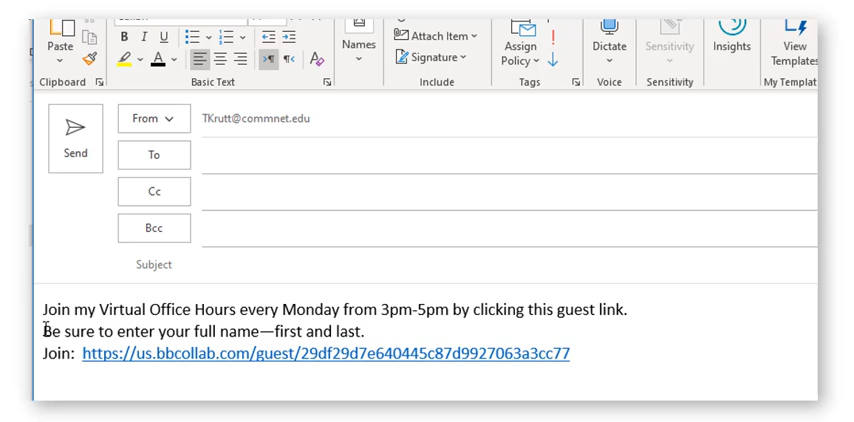 Paste
B I U
Names
Attach Item
Signature
Assign Policy
Dictate
Sensitivity
Insights
View Templates
Clipboard
Basic Text
Include
Tags
Voice
Sensitivity
My Templat
From
TKrutt@commnet.edu
Send
To
Cc
Bcc
Subject
Join my Virtual Office Hours every Monday from 3pm-5pm by clicking this guest link.
Be sure to enter your full name—first and last.
Join: https://us.bbcollab.com/guest/29df29d7e640445c87d9927063a3cc77